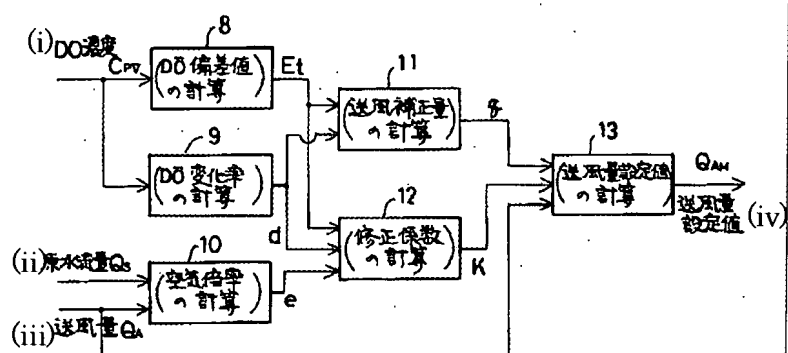 (i) DO濃度
CPV
8
(DO偏差値
の計算)
Et
9
(DO変化率
の計算)
d
11
(送風補正量
の計算)
q
12
(修正係数
の計算)
K
13
(送風量設定値
の計算)
QAM
送風量
設定値 (iv)
(ii) 原水流量QS
10
(空気倍率
の計算)
e
(iii) 送風量QA